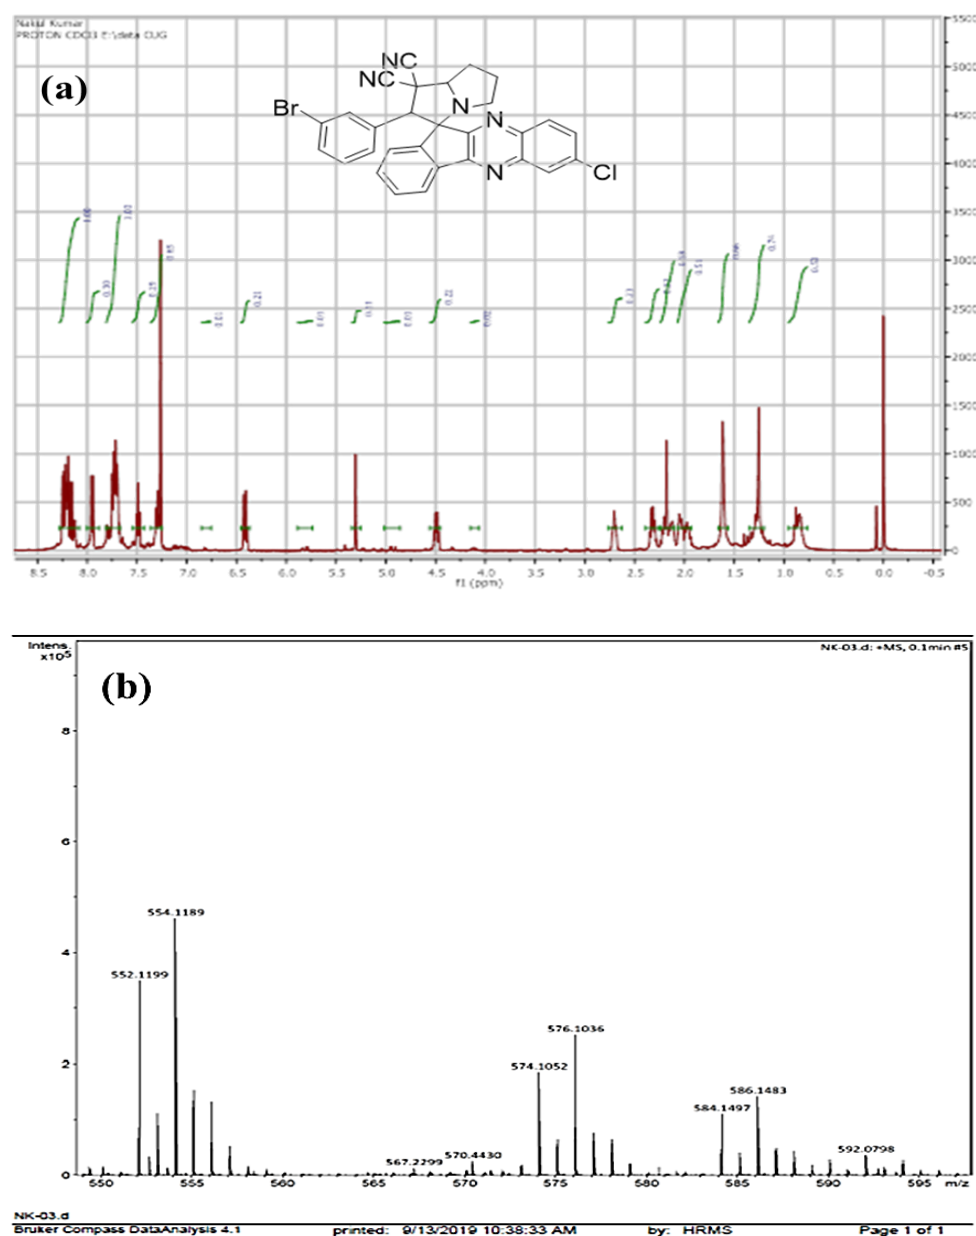 Nakul Kumar
PROTON CDCl3 E:\data CUG
(a)
NC
NC
N
Br
N
N
Cl
5500
5000
4500
4000
3500
3000
2500
2000
1500
1000
500
0
8.5 8.0 7.5 7.0 6.5 6.0 5.5 5.0 4.5 4.0 3.5 3.0 2.5 2.0 1.5 1.0 0.5 0.0 -0.5
f1 (ppm)
Intens.
x105
NK-03.d: +MS, 0.1min #5
(b)
8
6
554.1189
4
552.1199
576.1036
2
574.1052
586.1483
584.1497
570.4430
567.2299
592.0798
0
550 555 560 565 570 575 580 585 590 595 m/z
NK-03.d
Bruker Compass DataAnalysis 4.1 printed: 9/13/2019 10:38:33 AM by: HRMS Page 1 of 1